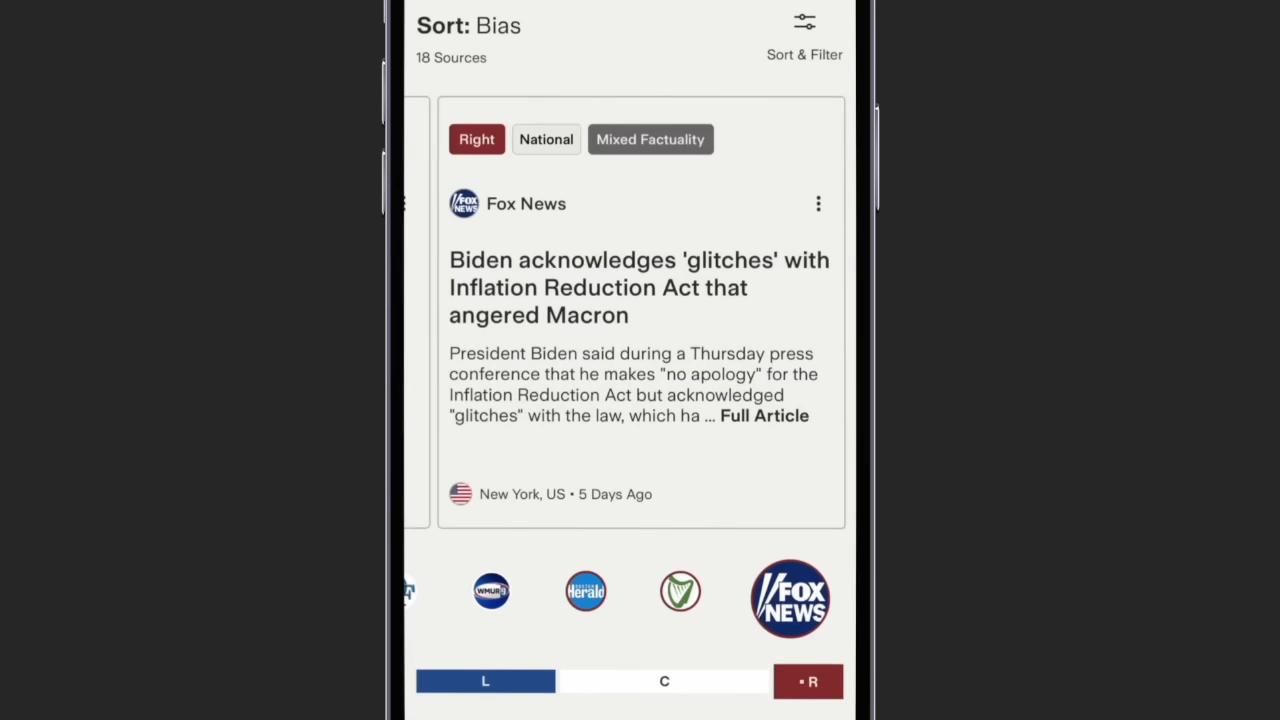 Sort: Bias
18 Sources
Sort & Filter
Right
National
Mixed Factuality
FOX
NEWS
Fox News
Biden acknowledges 'glitches' with
Inflation Reduction Act that
angered Macron
President Biden said during a Thursday press
conference that he makes "no apology" for the
Inflation Reduction Act but acknowledged
"glitches" with the law, which ha ... Full Article
New York, US • 5 Days Ago
WMUR
BOSTON
Herald
FOX
NEWS
L
C
• R